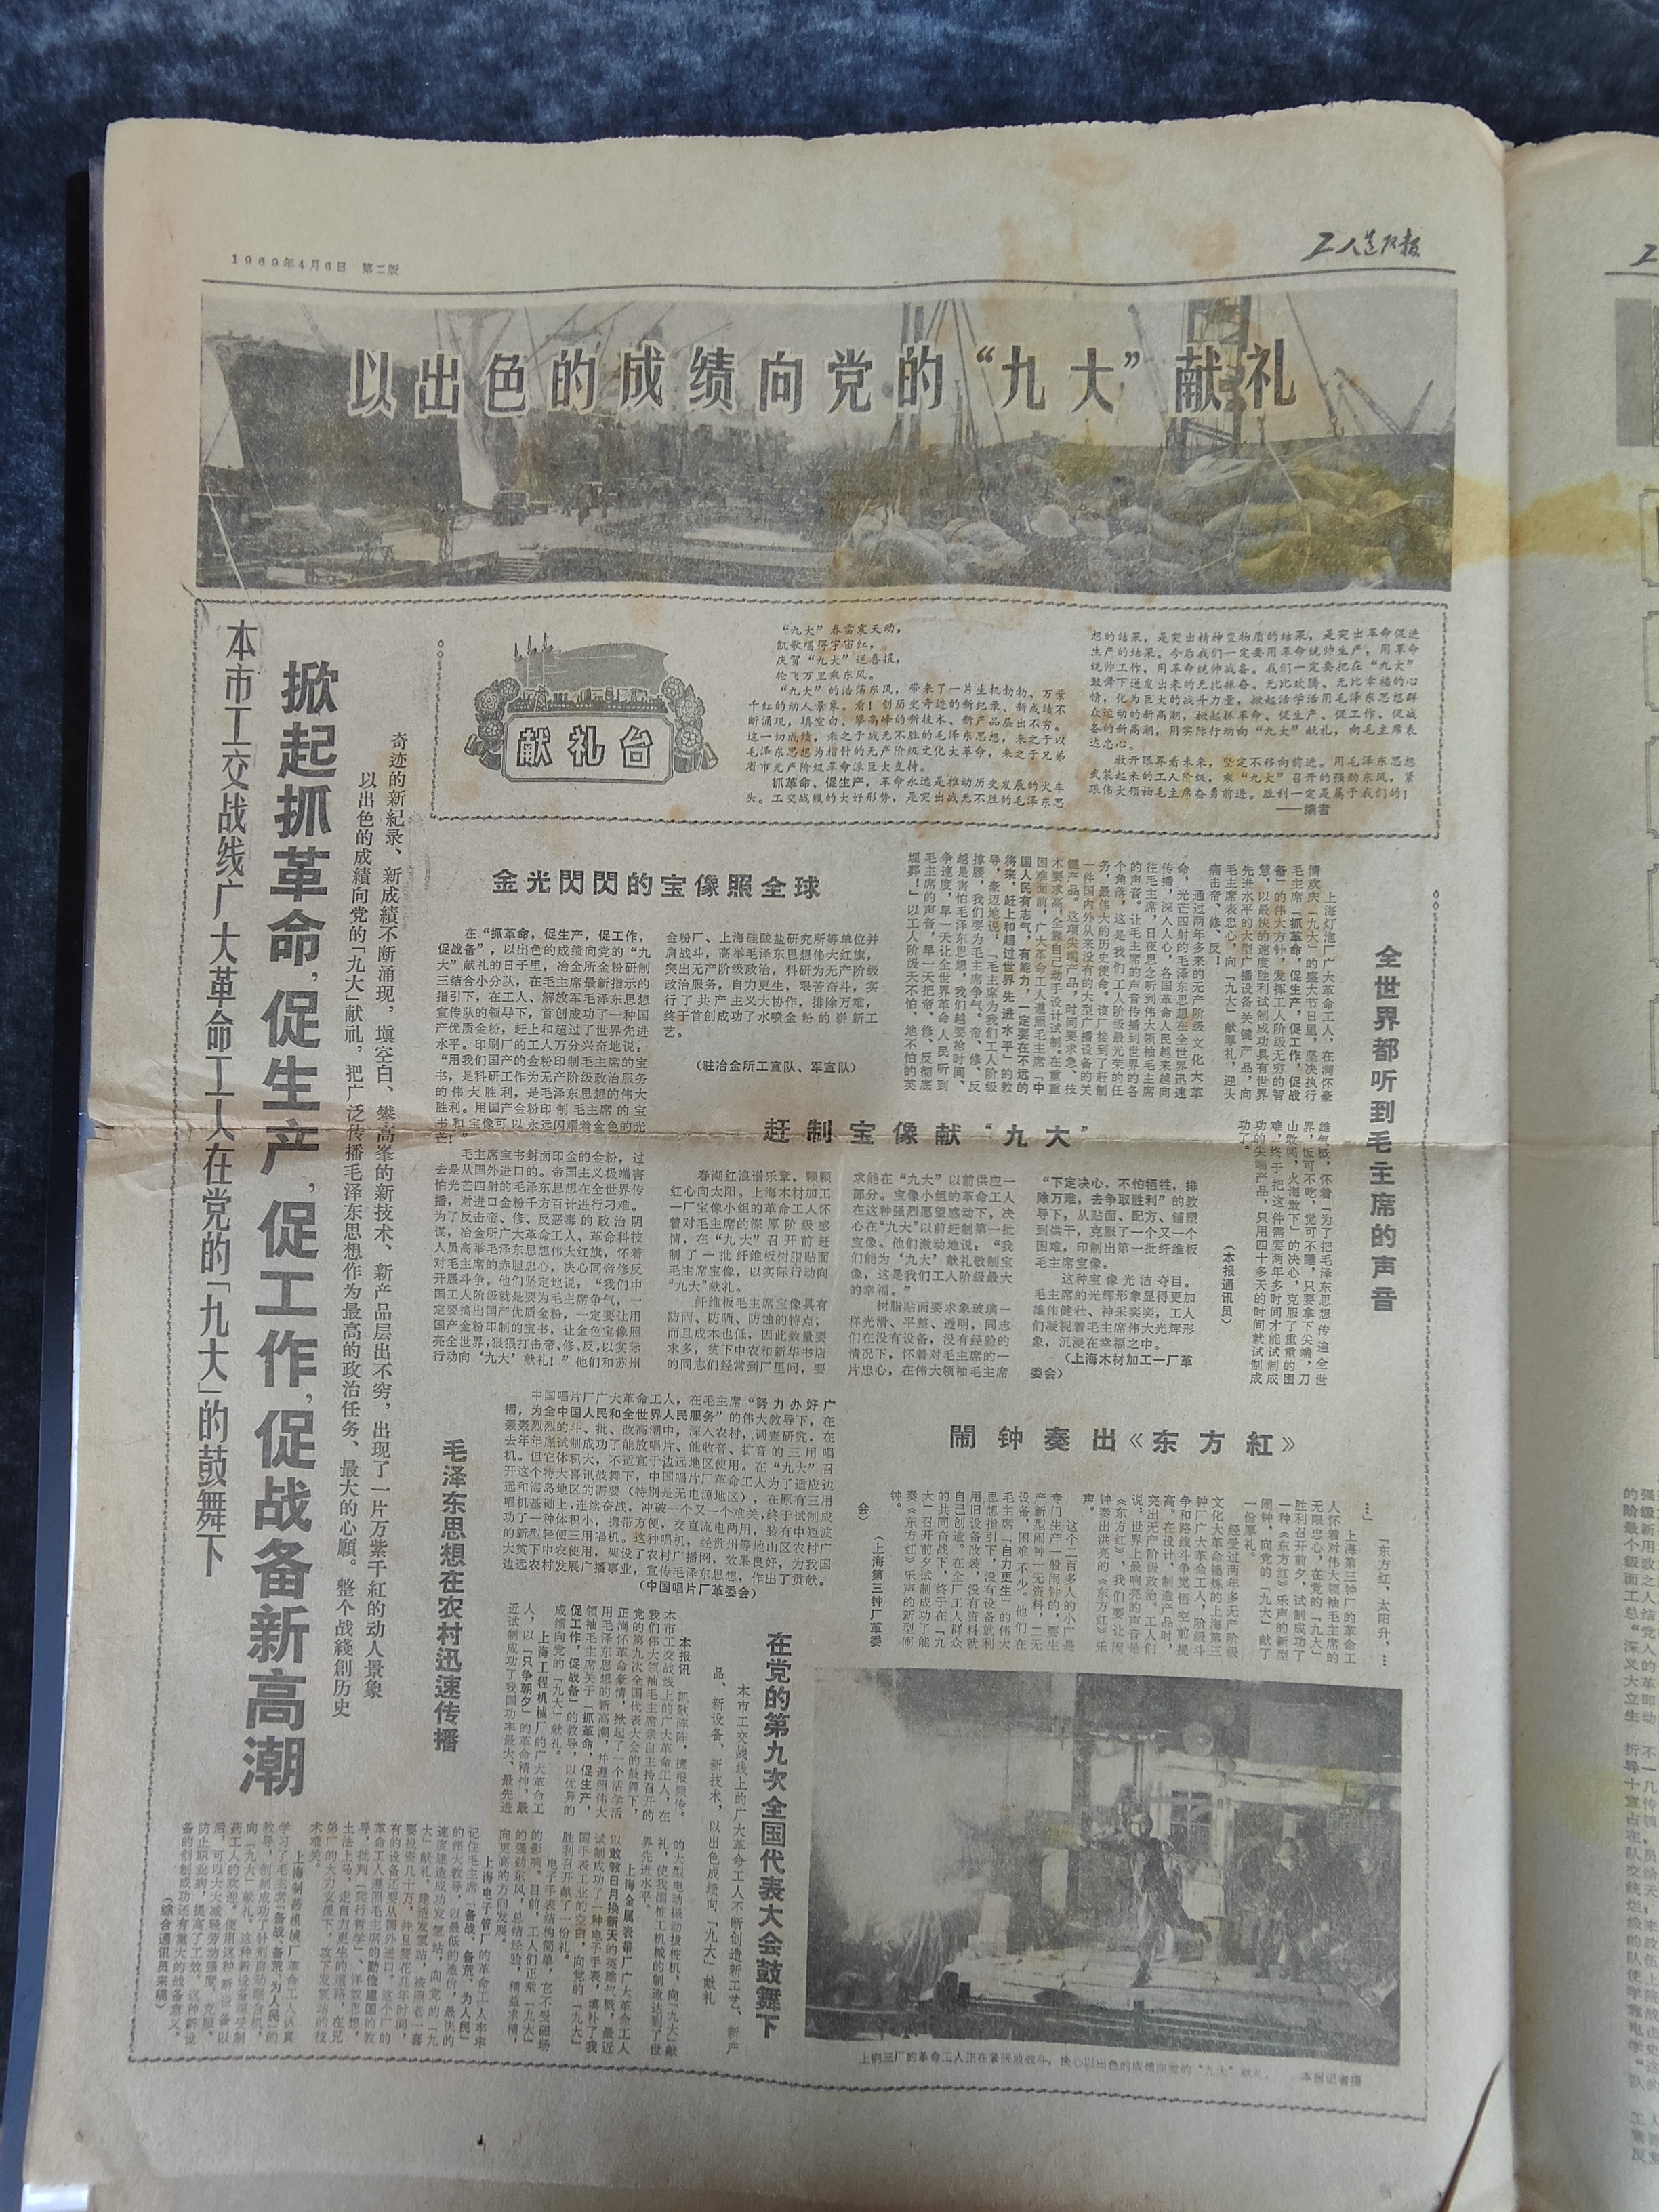 1969年4月6日 第二版
工人造反报
以出色的成绩向党的“九大”献礼
本市工交战线广大革命工人在党的「九大」的鼓舞下
掀起抓革命，促生产，促工作，促战备新高潮
以出色的成績向党的「九大」献礼，把广泛传播毛泽东思想作为最高的政治任务、最大的心願。整个战綫創历史
奇迹的新紀录、新成績不断涌现，填空白、攀高峯的新技术、新产品层出不穷，出现了一片万紫千紅的动人景象
献礼台
“九大”春雷震天动，
凯歌唱得宇宙红，
庆贺“九大”送喜报，
轮飞万里乘东风。
“九大”的浩荡东风，带来了一片生机勃勃、万紫
千红的动人景象。看！创历史奇迹的新纪录、新成绩不
断涌现，填空白、攀高峰的新技术、新产品层出不穷。
这一切成绩，来之于战无不胜的毛泽东思想，来之于以
毛泽东思想为指针的无产阶级文化大革命，来之于兄弟
省市无产阶级革命派巨大支持。
抓革命、促生产，革命永远是推动历史发展的火车
头。工交战线的大好形势，是突出战无不胜的毛泽东思
想的结果，是突出精神变物质的结果，是突出革命促进
生产的结果。今后我们一定要用革命统帅生产，用革命
统帅工作，用革命统帅战备。我们一定要把在“九大”
鼓舞下迸发出来的无比振奋、无比欢腾、无比幸福的心
情，化为巨大的战斗力量，掀起活学活用毛泽东思想群
众运动的新高潮，掀起抓革命、促生产、促工作、促战
备的新高潮，用实际行动向“九大”献礼，向毛主席表
达忠心。
放开眼界看未来，坚定不移向前进。用毛泽东思想
武装起来的工人阶级，乘“九大”召开的强劲东风，紧
跟伟大领袖毛主席奋勇前进。胜利一定是属于我们的！
——编者
金光閃閃的宝像照全球
在“抓革命，促生产，促工作，
促战备”，以出色的成绩向党的“九
大”献礼的日子里，冶金所金粉研制
三结合小分队，在毛主席最新指示的
指引下，在工人、解放军毛泽东思想
宣传队的领导下，首创成功了一种国
产优质金粉，赶上和超过了世界先进
水平。印刷厂的工人万分兴奋地说：
“用我们国产的金粉印制毛主席的宝
书，是科研工作为无产阶级政治服务
的伟大胜利，是毛泽东思想的伟大
胜利。用国产金粉印制毛主席的宝
书和宝像可以永远闪耀着金色的光
芒！”
毛主席宝书封面印金的金粉，过
去是从国外进口的。帝国主义极端害
怕光芒四射的毛泽东思想在全世界传
播，对进口金粉千方百计进行刁难。
为了反击帝、修、反恶毒的政治阴
谋，冶金所广大革命工人、革命科技
人员高举毛泽东思想伟大红旗，怀着
对毛主席的赤胆忠心，决心同帝修反
开展斗争。他们坚定地说：“我们中
国工人阶级就是要为毛主席争气，一
定要搞出国产优质金粉，一定要让用
国产金粉印制的宝书，让金色宝像照
亮全世界，狠狠打击帝、修、反，以实际
行动向‘九大’献礼！”他们和苏州
金粉厂、上海硅酸盐研究所等单位并
肩战斗，高举毛泽东思想伟大红旗，
突出无产阶级政治，科研为无产阶级
政治服务，自力更生，艰苦奋斗，实
行了共产主义大协作，排除万难，
终于首创成功了水喷金粉的崭新工
艺。
（驻冶金所工宣队、军宣队）
全世界都听到毛主席的声音
上海灯泡厂广大革命工人，在满怀豪
情欢庆「九大」的盛大节日里，坚决执行
毛主席「抓革命，促生产，促工作，促战
备」的伟大方针，发挥工人阶级无穷的智
慧，以最快的速度胜利试制成功具有世界
先进水平的大型广播设备关键产品，向
毛主席表忠心，向「九大」献厚礼，迎头
痛击帝、修、反！
通过两年多来的无产阶级文化大革
命，光芒四射的毛泽东思想在全世界迅速
传播，深入人心，各国革命人民越来越向
往毛主席，日夜思念听到伟大领袖毛主席
的声音。让毛主席的声音传播到世界的各
个角落，这是我们工人阶级最光荣的任
务，最伟大的历史使命。该厂接到了赶制
一件国内外从来没有的大型广播设备的关
键产品。这项尖端产品，时间要求急、技
术要求高，全靠自己动手设计试制。在重重
困难面前，广大革命工人遵照毛主席「中
国人民有志气，有能力，一定要在不远的
将来，赶上和超过世界先进水平」的教
导，豪迈地说：「毛主席为我们工人阶级
撑腰，我们要为毛主席争气。帝、修、反
越是害怕毛泽东思想，我们越要抢时间、
争速度，早一天让全世界革命人民听到
毛主席的声音，早一天把帝、修、反彻底
埋葬！」以工人阶级天不怕、地不怕的英
雄气概，怀着「为了把毛泽东思想传遍全世
界，饭可不吃，觉可不睡，只要拿下尖端，刀
山敢闯，火海敢下」的决心，克服了重重的困
难，终于把这件需要两年多时间才能试制成
功的尖端产品，只用四十多天的时间就试制成
功了。
（本报通讯员）
赶制宝像献“九大”
春潮红浪谱乐章，颗颗
红心向太阳。上海木材加工
一厂宝像小组的革命工人怀
着对毛主席的深厚阶级感
情，在“九大”召开前赶
制了一批纤维板树脂贴面
毛主席宝像，以实际行动向
“九大”献礼。
纤维板毛主席宝像具有
防雨、防晒、防蚀的特点，
而且成本也低，因此数量要
求多，贫下中农和新华书店
的同志们经常到厂里问，要
求能在“九大”以前供应一
部分。宝像小组的革命工人
在这种强烈愿望感动下，决
心在“九大”以前赶制第一批
宝像。他们激动地说：“我
们能为‘九大’献礼敬制宝
像，这是我们工人阶级最大
的幸福。”
树脂贴面要求象玻璃一
样光滑、平整、透明，同志
们在没有设备，没有经验的
情况下，怀着对毛主席的一
片忠心，在伟大领袖毛主席
“下定决心，不怕牺牲，排
除万难，去争取胜利”的教
导下，从贴面、配方、铺塑
到烘干，克服了一个又一个
困难，印制出第一批纤维板
毛主席宝像。
这种宝像光洁夺目。
毛主席的光辉形象显得更加
雄伟健壮、神采奕奕，工人
们凝视着毛主席伟大光辉形
象，沉浸在幸福之中。
（上海木材加工一厂革
委会）
毛泽东思想在农村迅速传播
中国唱片厂广大革命工人，在毛主席“努力办好广
播，为全中国人民和全世界人民服务”的伟大教导下，在
轰轰烈烈的斗、批、改高潮中，深入农村，调查研究，在
去年年底试制成功了能放唱片、能收音、扩音的三用唱
机。但它体积大，不适宜于边远地区使用。在“九大”召
开这个特大喜讯鼓舞下，中国唱片厂革命工人为了适应边
远和海岛地区的需要（特别是无电源地区），在原有三用
唱机基础上，连续奋战，冲破一个又一个难关，终于试制成
功了一种体积小，携带方便，交直流电两用，装有中短波
的新型轻便三用唱机。这种唱机，经贵州等地山区农村广
大贫下中农使用，架设了农村广播网，效果良好，为我国
边远农村发展广播事业，宣传毛泽东思想，作出了贡献。
（中国唱片厂革委会）
鬧钟奏出《东方紅》
「东方红，太阳升，…
…」
上海第三钟厂的革命工
人怀着对伟大领袖毛主席的
无限忠心，在党的「九大」
胜利召开前夕，试制成功了
一种《东方红》乐声的新型
闹钟，向党的「九大」献了
一份厚礼。
经受过两年多无产阶级
文化大革命锤炼的上海第三
钟厂广大革命工人，阶级斗
争和路线斗争觉悟空前提
高。在设计、制造产品时，
突出无产阶级政治。工人们
说，世界上最响亮的声音是
《东方红》，我们要让闹
钟奏出洪亮的《东方红》乐
声。
这个二百多人的小厂是
专门生产一般闹钟的，要生
产新型闹钟一无资料，二无
设备，困难不少。他们在
毛主席「自力更生」的伟大
思想指引下，没有设备就利
用旧设备改装，没有资料就
自己创造。在全厂工人群众
的共同奋战下，终于在「九
大」召开前夕试制成功了能
奏《东方红》乐声的新型闹
钟。
（上海第三钟厂革委
会）
在党的第九次全国代表大会鼓舞下
本市工交战线上的广大革命工人不断创造新工艺、新产
品、新设备、新技术，以出色成绩向「九大」献礼
本报讯 凯歌阵阵，捷报频传。
本市工交战线上的广大革命工人，在
我们伟大领袖毛主席亲自主持召开的
党的第九次全国代表大会的鼓舞下，
正满怀革命豪情，掀起了一个活学活
用毛泽东思想的新高潮，并遵照伟大
领袖毛主席关于「抓革命，促生产，
促工作，促战备」的教导，以优异的
成绩向党的「九大」献礼。
上海工程机械厂的广大革命工
人，以「只争朝夕」的革命精神，最
近试制成功了我国功率最大、最先进
的大型电动振动拔桩机，向「九大」献
礼，使我国桩工机械的制造达到了世
界先进水平。
上海金属表带厂广大革命工人
以敢教日月换新天的英雄气概，最近
试制成功了一种电子手表，填补了我
国手表工业的空白，向党的「九大」
胜利召开献了一份礼。
电子手表结构简单，它不受磁场
的影响。目前，工人们正乘「九大」
的强劲东风，总结经验，精益求精，
向更高的方向发展。
上海电子管厂的革命工人牢牢
记住毛主席「备战、备荒、为人民」
的伟大教导，以最低的造价，最快的
速度建造成功发氢站，向党的「九
大」献礼。建造发氢站，按照老一套
要投资几十万，并且要花几年时间，
有的设备还要从国外进口。这个厂的
革命工人遵照毛主席的勤俭建国的教
导，批判「爬行哲学」、洋奴思想，
土法上马，走自力更生的道路，在兄
弟厂的大力支援下，攻下发氢站的技
术难关。
上海制药机械厂革命工人认真
学习了毛主席「备战、备荒、为人民」的
教导，创制成功了针剂自动联合机，
向「九大」献礼。这种新设备深受制
药工人的欢迎。使用这种新设备以
后，可以大大减轻劳动强度，克服、
防止职业病，提高了工效。这种新设
备的创制成功还有重大的战备意义。
（综合通讯员来稿）
上钢三厂的革命工人正在紧张地战斗，决心以出色的成绩向党的“九大”献礼。 本报记者摄